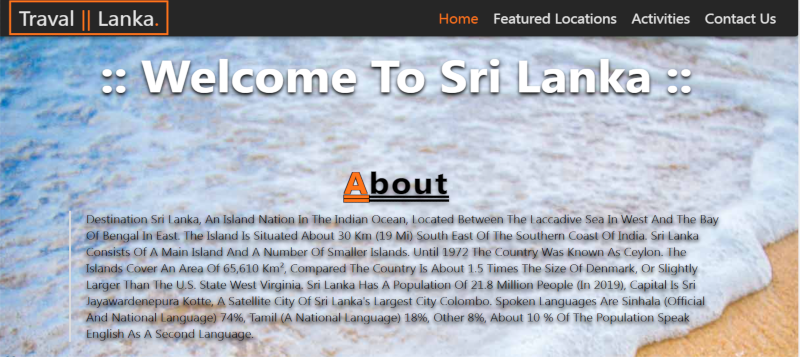 Traval || Lanka.
Home Featured Locations Activities Contact Us
:: Welcome To Sri Lanka ::
About
Destination Sri Lanka, An Island Nation In The Indian Ocean, Located Between The Laccadive Sea In West And The Bay
Of Bengal In East. The Island Is Situated About 30 Km (19 Mi) South East Of The Southern Coast Of India. Sri Lanka
Consists Of A Main Island And A Number Of Smaller Islands. Until 1972 The Country Was Known As Ceylon. The
Islands Cover An Area Of 65,610 Km², Compared The Country Is About 1.5 Times The Size Of Denmark, Or Slightly
Larger Than The U.S. State West Virginia. Sri Lanka Has A Population Of 21.8 Million People (In 2019), Capital Is Sri
Jayawardenepura Kotte, A Satellite City Of Sri Lanka's Largest City Colombo. Spoken Languages Are Sinhala (Official
And National Language) 74%, Tamil (A National Language) 18%, Other 8%, About 10 % Of The Population Speak
English As A Second Language.